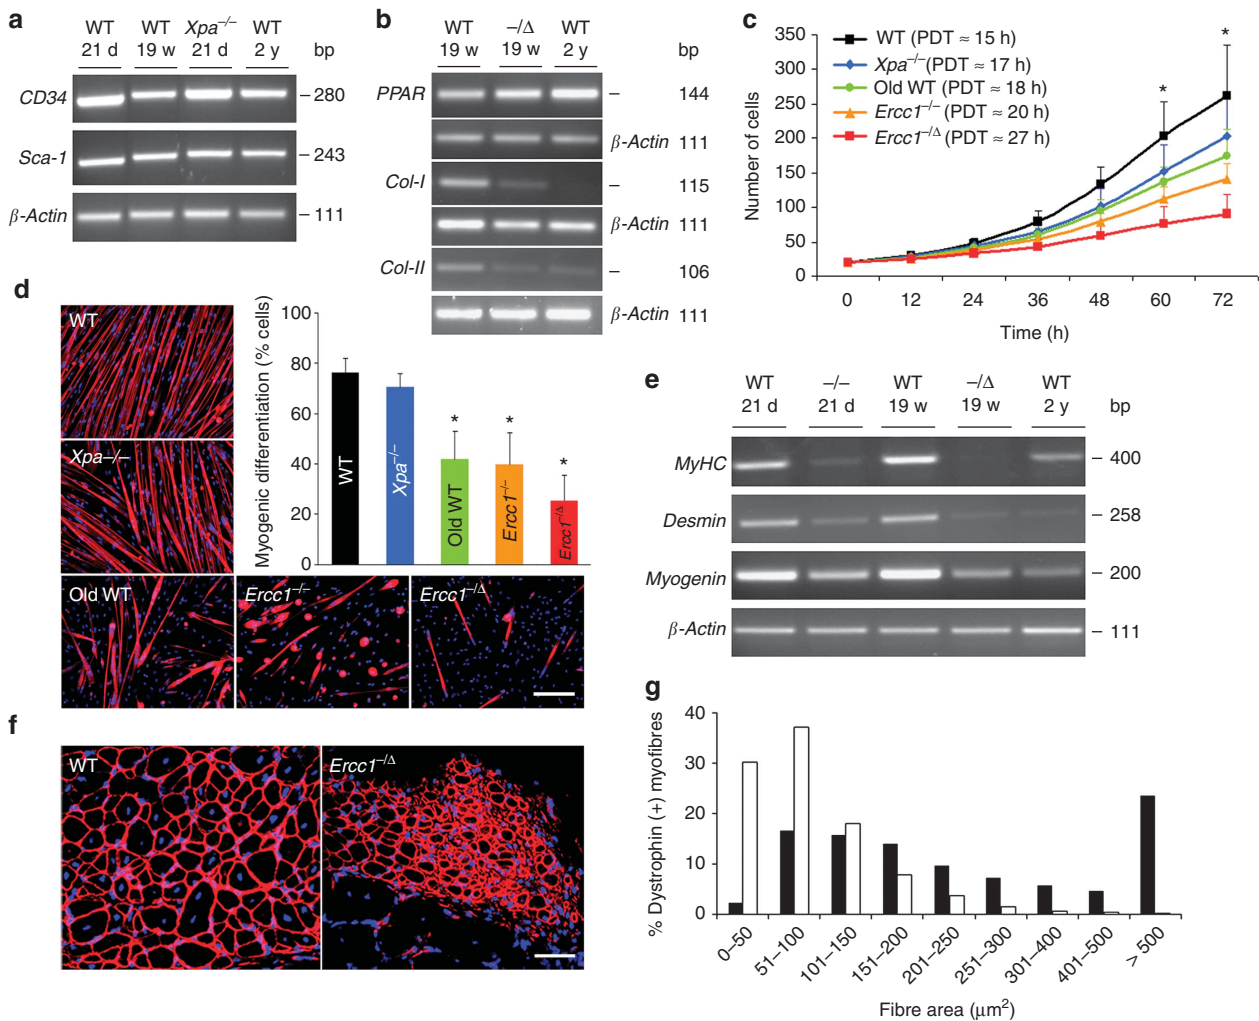 a
WT WT Xpa−/− WT
21 d 19 w 21 d 2 y bp
CD34 – 280
Sca-1 – 243
β-Actin – 111
b
WT –/Δ WT
19 w 19 w 2 y bp
PPAR – 144
β-Actin 111
Col-I – 115
β-Actin 111
Col-II – 106
β-Actin 111
c
Number of cells
350
300
250
200
150
100
50
0
WT (PDT ≈ 15 h)
Xpa−/− (PDT ≈ 17 h)
Old WT (PDT ≈ 18 h)
Ercc1−/− (PDT ≈ 20 h)
Ercc1−/Δ (PDT ≈ 27 h)
* *
0 12 24 36 48 60 72
Time (h)
d
WT
Xpa–/–
Old WT Ercc1−/− Ercc1−/Δ
Myogenic differentiation (% cells)
100
80
60
40
20
0
* * *
WT Xpa−/− Old WT Ercc1−/− Ercc1−/Δ
e
WT –/– WT –/Δ WT
21 d 21 d 19 w 19 w 2 y bp
MyHC – 400
Desmin – 258
Myogenin – 200
β-Actin – 111
f
WT Ercc1−/Δ
g
% Dystrophin (+) myofibres
40
30
20
10
0
0–50 51–100 101–150 151–200 201–250 251–300 301–400 401–500 > 500
Fibre area (μm²)